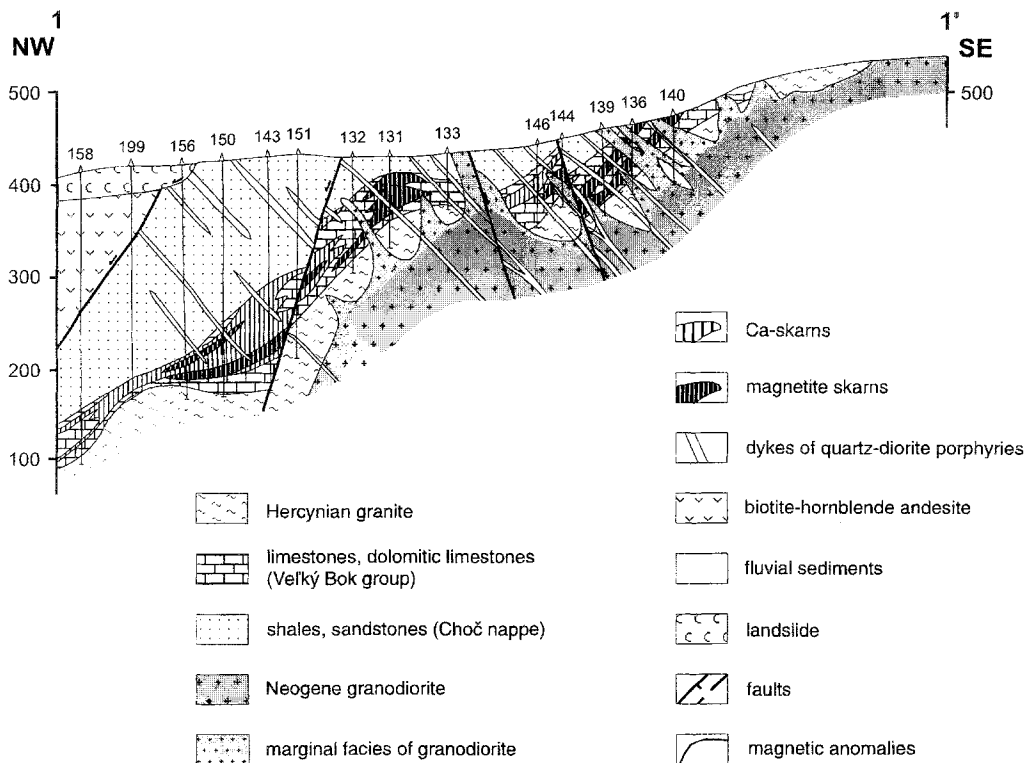 1
NW
1'
SE
500
400
300
200
100
500
158
199
156
150
143
151
132
131
133
146
144
139
136
140
Ca-skarns
magnetite skarns
dykes of quartz-diorite porphyries
biotite-hornblende andesite
fluvial sediments
landslide
faults
magnetic anomalies
Hercynian granite
limestones, dolomitic limestones
(Veľký Bok group)
shales, sandstones (Choč nappe)
Neogene granodiorite
marginal facies of granodiorite